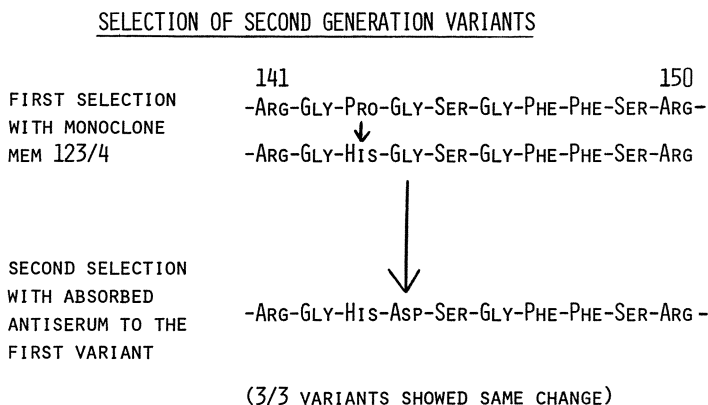 SELECTION OF SECOND GENERATION VARIANTS
141 150
FIRST SELECTION
WITH MONOCLONE
MEM 123/4
-ARG-GLY-PRO-GLY-SER-GLY-PHE-PHE-SER-ARG-
-ARG-GLY-HIS-GLY-SER-GLY-PHE-PHE-SER-ARG
SECOND SELECTION
WITH ABSORBED
ANTISERUM TO THE
FIRST VARIANT
-ARG-GLY-HIS-ASP-SER-GLY-PHE-PHE-SER-ARG-
(3/3 VARIANTS SHOWED SAME CHANGE)